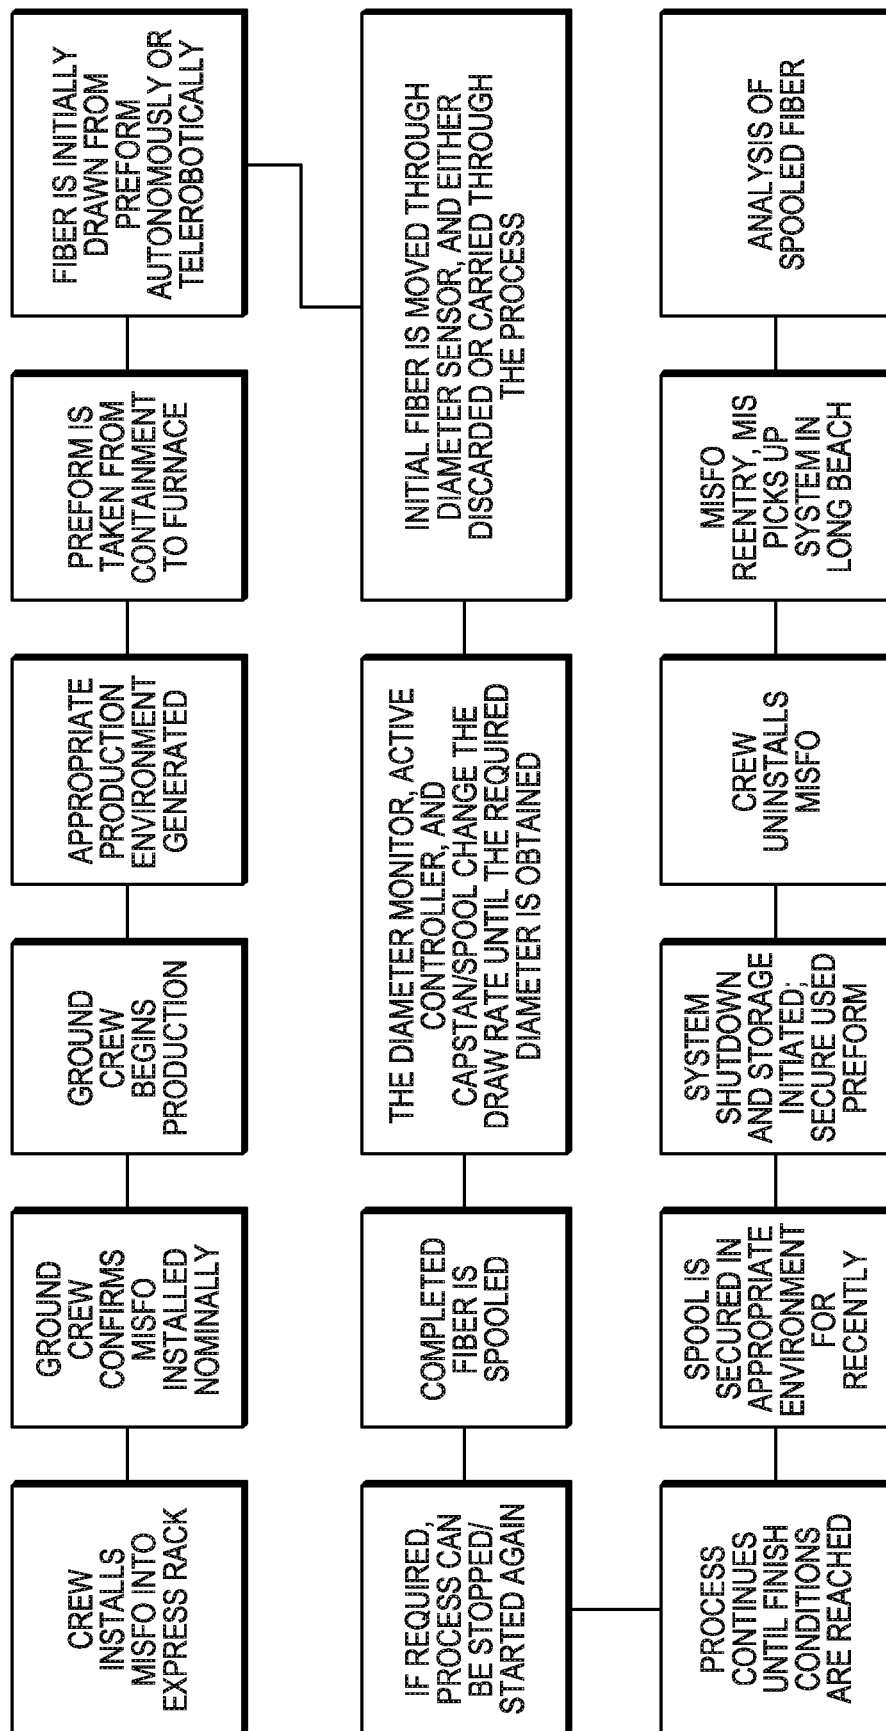 CREW
INSTALLS
MISFO INTO
EXPRESS RACK
GROUND
CREW
CONFIRMS
MISFO
INSTALLED
NOMINALLY
GROUND
CREW
BEGINS
PRODUCTION
APPROPRIATE
PRODUCTION
ENVIRONMENT
GENERATED
PREFORM IS
TAKEN FROM
CONTAINMENT
TO FURNACE
FIBER IS INITIALLY
DRAWN FROM
PREFORM
AUTONOMOUSLY OR
TELEROBOTICALLY
INITIAL FIBER IS MOVED THROUGH
DIAMETER SENSOR, AND EITHER
DISCARDED OR CARRIED THROUGH
THE PROCESS
THE DIAMETER MONITOR, ACTIVE
CONTROLLER, AND
CAPSTAN/SPOOL CHANGE THE
DRAW RATE UNTIL THE REQUIRED
DIAMETER IS OBTAINED
COMPLETED
FIBER IS
SPOOLED
IF REQUIRED,
PROCESS CAN
BE STOPPED/
STARTED AGAIN
PROCESS
CONTINUES
UNTIL FINISH
CONDITIONS
ARE REACHED
SPOOL IS
SECURED IN
APPROPRIATE
ENVIRONMENT
FOR
RECENTLY
SYSTEM
SHUTDOWN
AND STORAGE
INITIATED;
SECURE USED
PREFORM
CREW
UNINSTALLS
MISFO
MISFO
REENTRY, MIS
PICKS UP
SYSTEM IN
LONG BEACH
ANALYSIS OF
SPOOLED FIBER